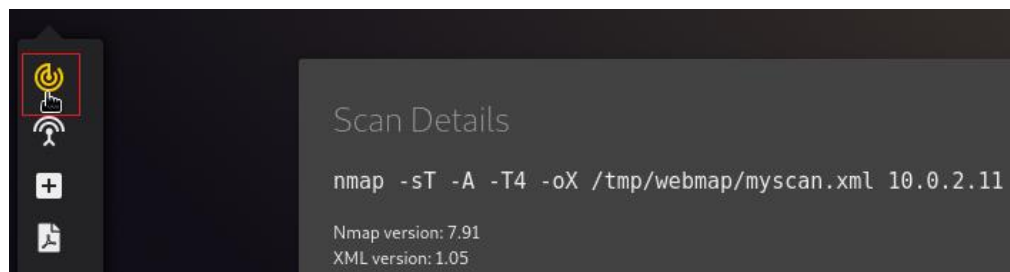 Scan Details
nmap -sT -A -T4 -oX /tmp/webmap/myscan.xml 10.0.2.11
Nmap version: 7.91
XML version: 1.05